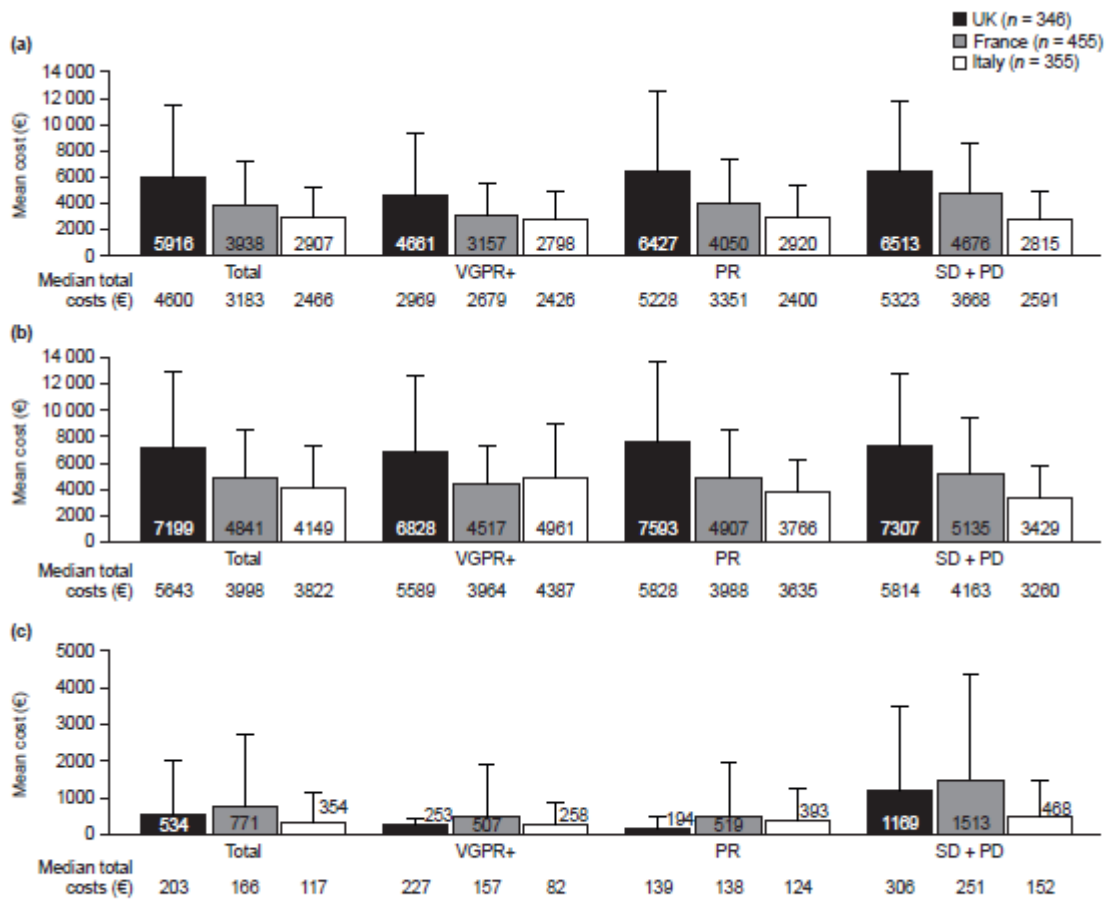 UK (n = 346)
France (n = 455)
Italy (n = 355)
(a)
Mean cost (€)
14 000
12 000
10 000
8000
6000
4000
2000
0
5916 3938 2907 4661 3157 2798 6427 4050 2920 6513 4676 2815
Total VGPR+ PR SD + PD
Median total
costs (€) 4600 3183 2466 2969 2679 2426 5228 3351 2400 5323 3668 2591
(b)
Mean cost (€)
14 000
12 000
10 000
8000
6000
4000
2000
0
7199 4841 4149 6828 4517 4961 7593 4907 3766 7307 5135 3429
Total VGPR+ PR SD + PD
Median total
costs (€) 5643 3998 3822 5589 3964 4387 5828 3988 3635 5814 4163 3260
(c)
Mean cost (€)
5000
4000
3000
2000
1000
0
534 771 354 253 507 258 194 519 393 1169 1513 468
Total VGPR+ PR SD + PD
Median total
costs (€) 203 166 117 227 157 82 139 138 124 306 251 152